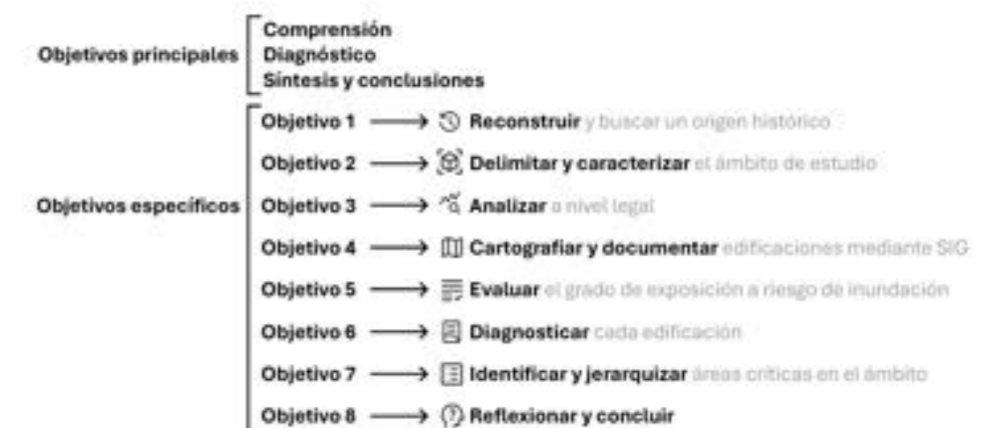 Objetivos principales
Comprensión
Diagnóstico
Síntesis y conclusiones
Objetivos específicos
Objetivo 1 Reconstruir y buscar un origen histórico
Objetivo 2 Delimitar y caracterizar el ámbito de estudio
Objetivo 3 Analizar a nivel legal
Objetivo 4 Cartografiar y documentar edificaciones mediante SIG
Objetivo 5 Evaluar el grado de exposición a riesgo de inundación
Objetivo 6 Diagnosticar cada edificación
Objetivo 7 Identificar y jerarquizar áreas críticas en el ámbito
Objetivo 8 Reflexionar y concluir